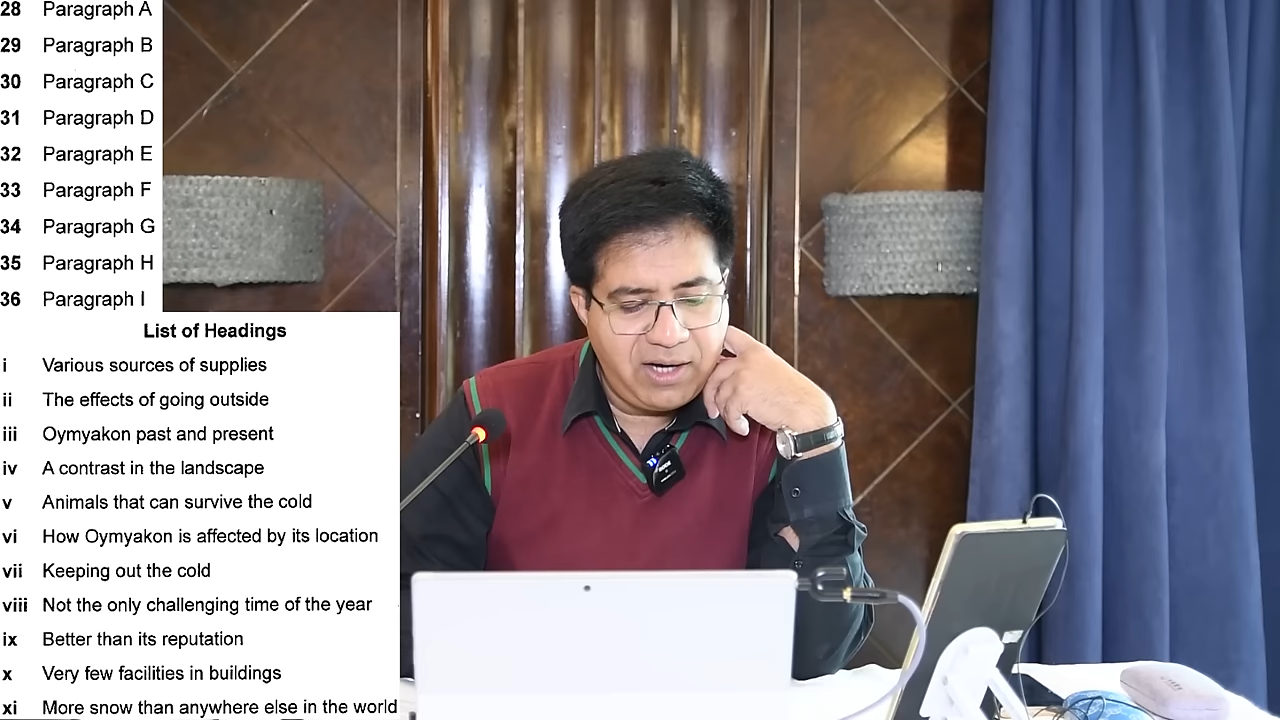 28 Paragraph A
29 Paragraph B
30 Paragraph C
31 Paragraph D
32 Paragraph E
33 Paragraph F
34 Paragraph G
35 Paragraph H
36 Paragraph I
List of Headings
i Various sources of supplies
ii The effects of going outside
iii Oymyakon past and present
iv A contrast in the landscape
v Animals that can survive the cold
vi How Oymyakon is affected by its location
vii Keeping out the cold
viii Not the only challenging time of the year
ix Better than its reputation
x Very few facilities in buildings
xi More snow than anywhere else in the world